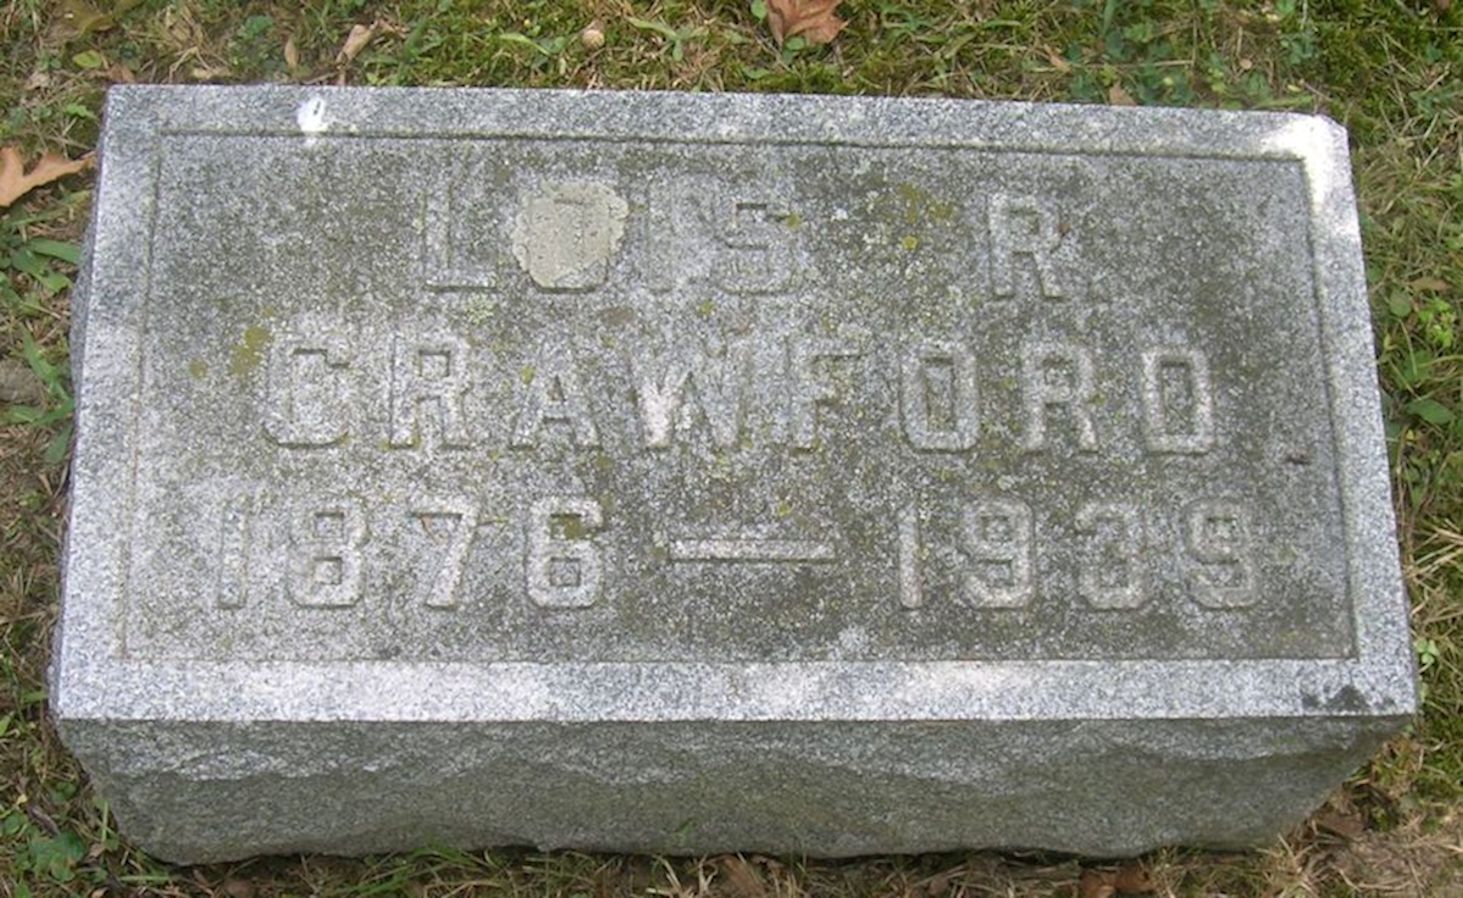 LOIS R.
CRAWFORD
1876 — 1939